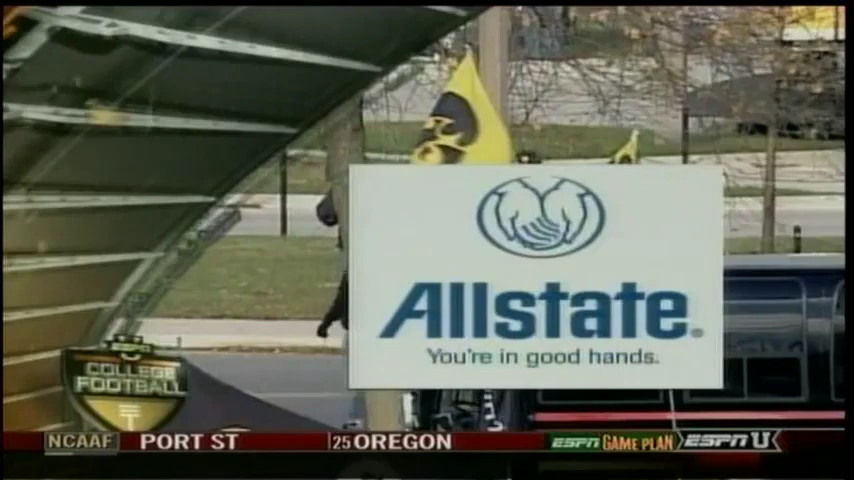 Allstate.
You're in good hands.
COLLEGE
FOOTBALL
NCAAF PORT ST 25 OREGON ESPN GAME PLAN ESPN U